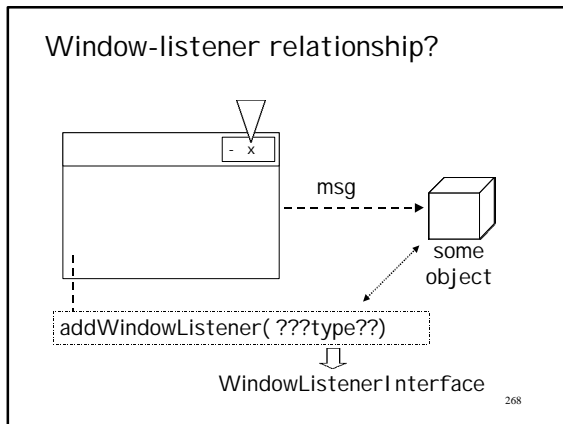 Window-listener relationship?
- x
msg
some
object
addWindowListener( ???type??)
WindowListenerInterface
268